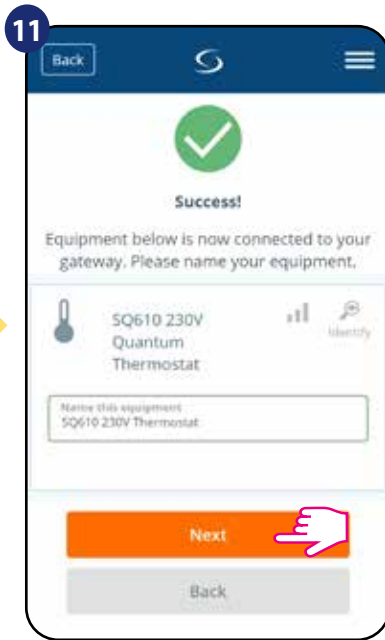 11
Back
Success!
Equipment below is now connected to your
gateway. Please name your equipment.
SQ610 230V
Quantum
Thermostat
Identify
Name this equipment
SQ610 230V Thermostat
Next
Back